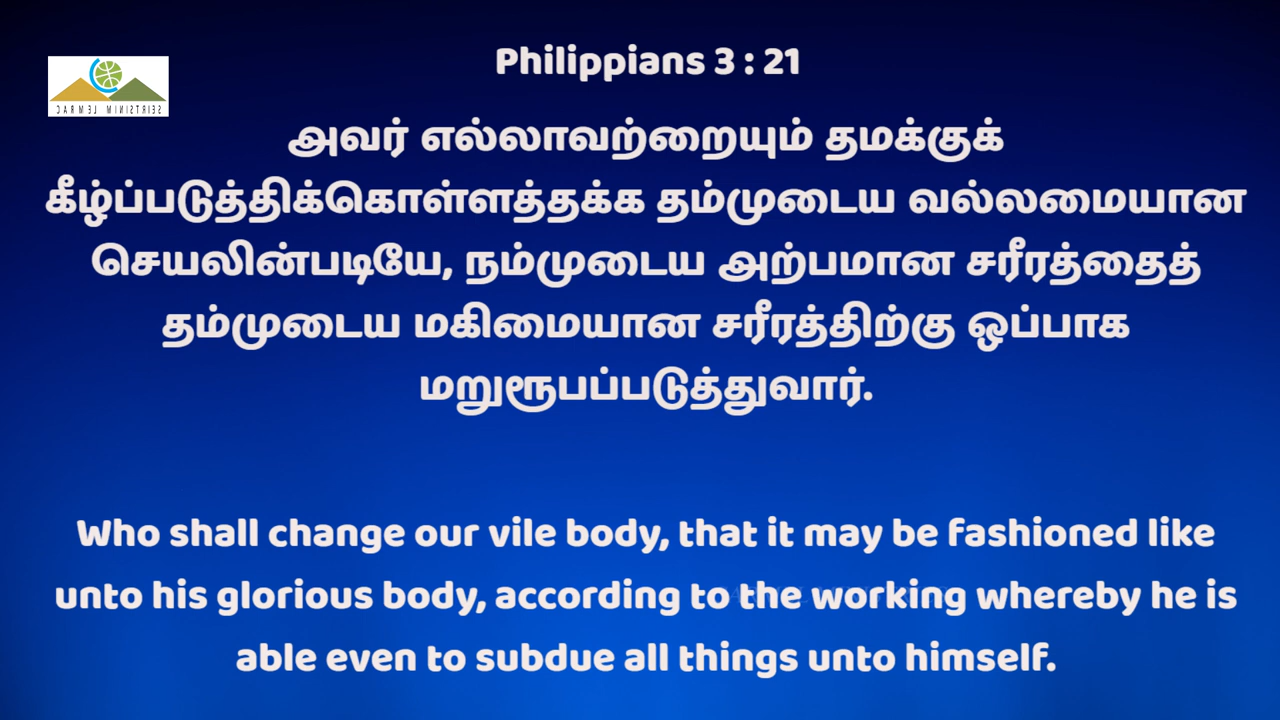 Philippians 3 : 21
CARMEL MINISTRIES
அவர் எல்லாவற்றையும் தமக்குக்
கீழ்ப்படுத்திக்கொள்ளத்தக்க தம்முடைய வல்லமையான
செயலின்படியே, நம்முடைய அற்பமான சரீரத்தைத்
தம்முடைய மகிமையான சரீரத்திற்கு ஒப்பாக
மறுரூபப்படுத்துவார்.
Who shall change our vile body, that it may be fashioned like
unto his glorious body, according to the working whereby he is
able even to subdue all things unto himself.